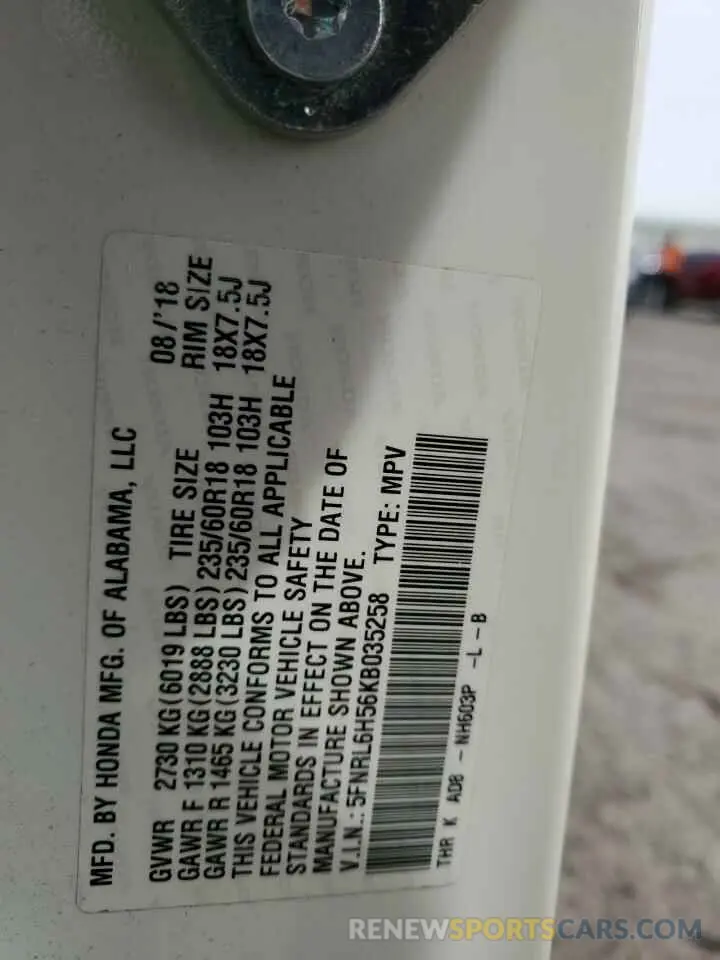 MFD. BY HONDA MFG. OF ALABAMA, LLC
08/'18
GVWR 2730 KG(6019 LBS) TIRE SIZE RIM SIZE
GAWR F 1310 KG(2888 LBS)235/60R18 103H 18X7.5J
GAWR R 1465 KG(3230 LBS)235/60R18 103H 18X7.5J
THIS VEHICLE CONFORMS TO ALL APPLICABLE
FEDERAL MOTOR VEHICLE SAFETY
STANDARDS IN EFFECT ON THE DATE OF
MANUFACTURE SHOWN ABOVE.
V.I.N.: 5FNRL6H56KB035258 TYPE: MPV
THR K AD8 - NH603P -L - B
RENEWSPORTSCARS.COM